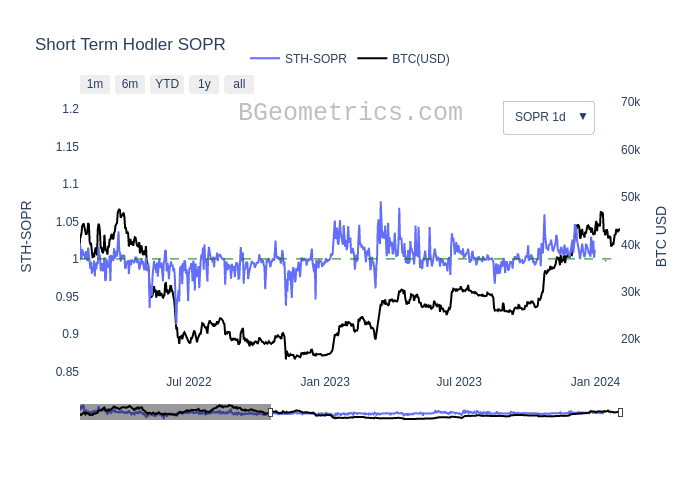 Short Term Hodler SOPR
STH-SOPR BTC(USD)
1m 6m YTD 1y all
BGeometrics.com
SOPR 1d ▼
1.2
1.15
1.1
1.05
1
0.95
0.9
0.85
STH-SOPR
70k
60k
50k
40k
30k
20k
BTC USD
Jul 2022 Jan 2023 Jul 2023 Jan 2024